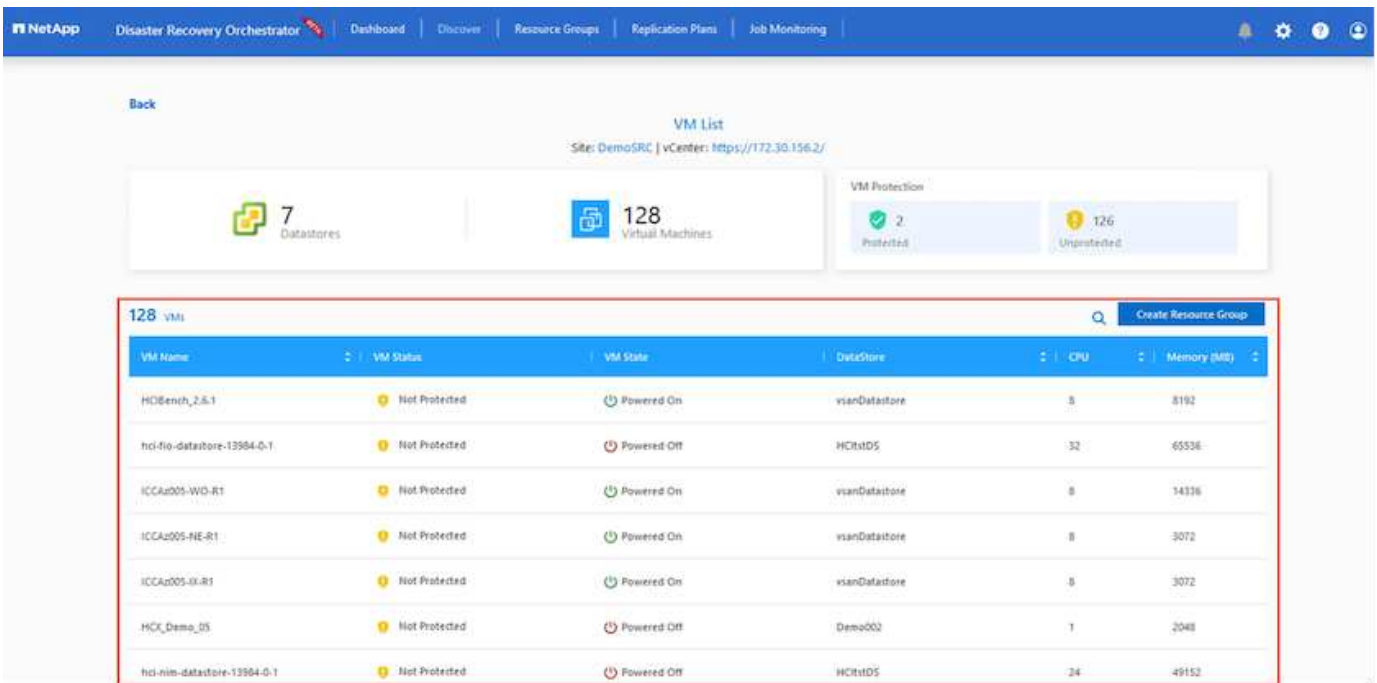 NetApp Disaster Recovery Orchestrator Dashboard Discover Resource Groups Replication Plans Job Monitoring
Back
VM List
Site: DemoSRC | vCenter: https://172.30.156.2/
VM Protection
7
Datastores
128
Virtual Machines
2
Protected
126
Unprotected
128 VMs
Create Resource Group
VM Name VM Status VM State DataStore CPU Memory (MB)
HCIBench_2.6.1 Not Protected Powered On vsanDatastore 8 8192
hci-fio-datastore-13984-0-1 Not Protected Powered Off HCItstDS 32 65536
ICCAz005-WO-R1 Not Protected Powered On vsanDatastore 8 14336
ICCAz005-NE-R1 Not Protected Powered On vsanDatastore 8 3072
ICCAz005-IX-R1 Not Protected Powered On vsanDatastore 8 3072
HCX_Demo_05 Not Protected Powered Off Demo002 1 2048
hci-nim-datastore-13984-0-1 Not Protected Powered Off HCItstDS 24 49152